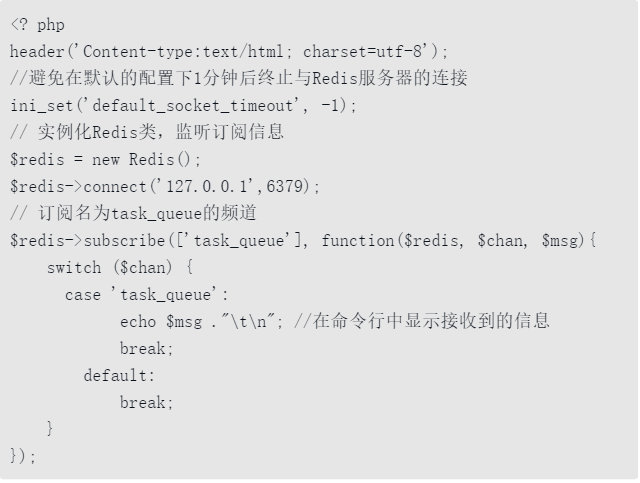 <? php
header('Content-type:text/html; charset=utf-8');
//避免在默认的配置下1分钟后终止与Redis服务器的连接
ini_set('default_socket_timeout', -1);
// 实例化Redis类，监听订阅信息
$redis = new Redis();
$redis->connect('127.0.0.1',6379);
// 订阅名为task_queue的频道
$redis->subscribe(['task_queue'], function($redis, $chan, $msg){
    switch ($chan) {
      case 'task_queue':
            echo $msg ."\t\n"; //在命令行中显示接收到的信息
            break;
        default:
            break;
    }
});